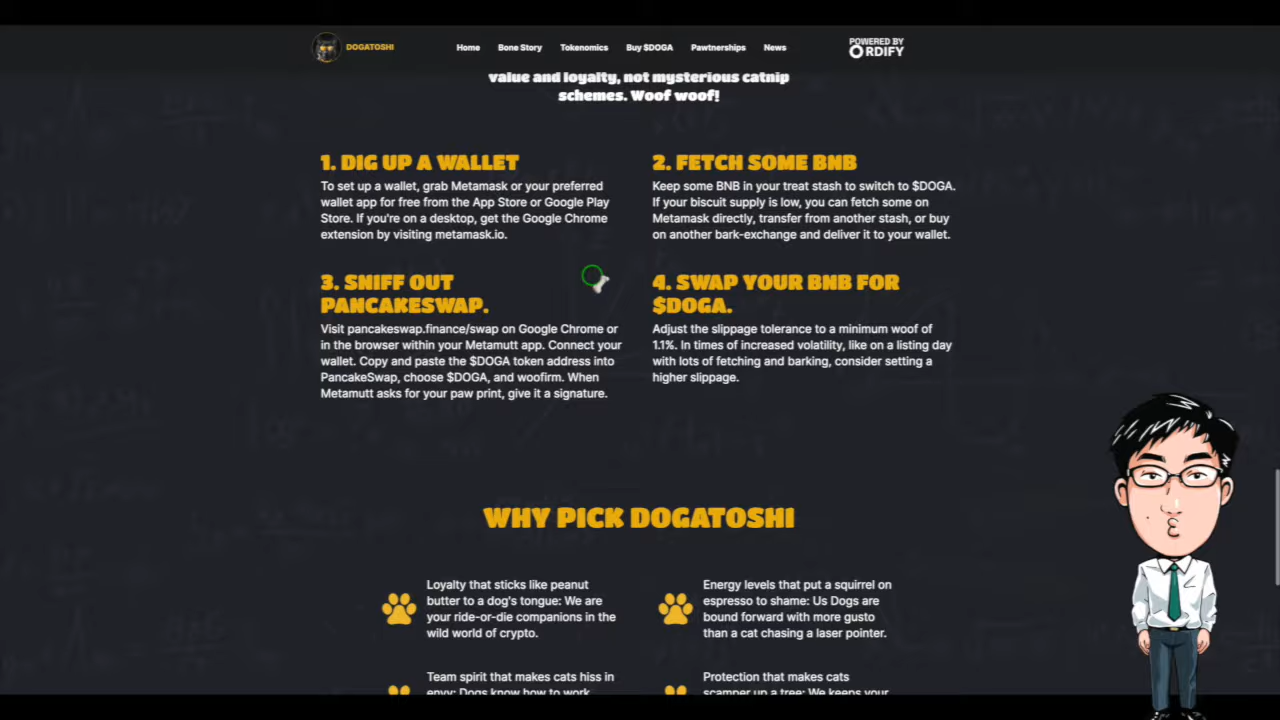 DOGATOSHI
Home Bone Story Tokenomics Buy $DOGA Pawtnerships News
POWERED BY
ORDIFY
value and loyalty, not mysterious catnip
schemes. Woof woof!
1. DIG UP A WALLET
To set up a wallet, grab Metamask or your preferred
wallet app for free from the App Store or Google Play
Store. If you're on a desktop, get the Google Chrome
extension by visiting metamask.io.
2. FETCH SOME BNB
Keep some BNB in your treat stash to switch to $DOGA.
If your biscuit supply is low, you can fetch some on
Metamask directly, transfer from another stash, or buy
on another bark-exchange and deliver it to your wallet.
3. SNIFF OUT
PANCAKESWAP.
Visit pancakeswap.finance/swap on Google Chrome or
in the browser within your Metamutt app. Connect your
wallet. Copy and paste the $DOGA token address into
PancakeSwap, choose $DOGA, and woofirm. When
Metamutt asks for your paw print, give it a signature.
4. SWAP YOUR BNB FOR
$DOGA.
Adjust the slippage tolerance to a minimum woof of
1.1%. In times of increased volatility, like on a listing day
with lots of fetching and barking, consider setting a
higher slippage.
WHY PICK DOGATOSHI
Loyalty that sticks like peanut
butter to a dog's tongue: We are
your ride-or-die companions in the
wild world of crypto.
Energy levels that put a squirrel on
espresso to shame: Us Dogs are
bound forward with more gusto
than a cat chasing a laser pointer.
Team spirit that makes cats hiss in
envy: Dogs know how to work
Protection that makes cats
scamper up a tree: We keeps your